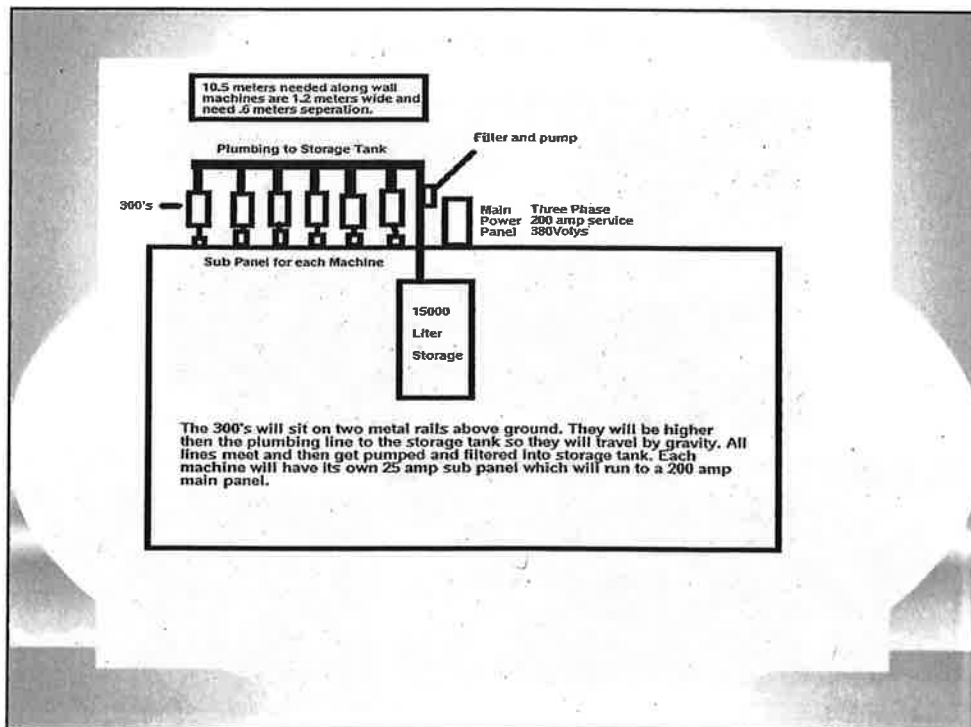 10.5 meters needed along wall
machines are 1.2 meters wide and
need .6 meters seperation.
Plumbing to Storage Tank
Filler and pump
300's
Main
Power
Panel
Three Phase
200 amp service
380Volys
Sub Panel for each Machine
15000
Liter
Storage
The 300's will sit on two metal rails above ground. They will be higher
then the plumbing line to the storage tank so they will travel by gravity. All
lines meet and then get pumped and filtered into storage tank. Each
machine will have its own 25 amp sub panel which will run to a 200 amp
main panel.